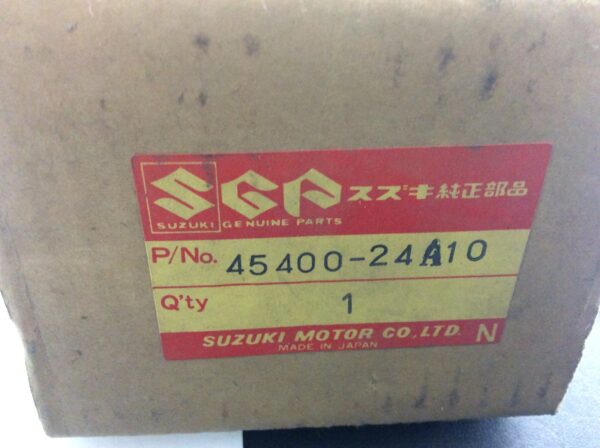 SGP スズキ純正部品
SUZUKI GENUINE PARTS
P/No. 45400-24A10
Q'ty 1
SUZUKI MOTOR CO., LTD. N
MADE IN JAPAN